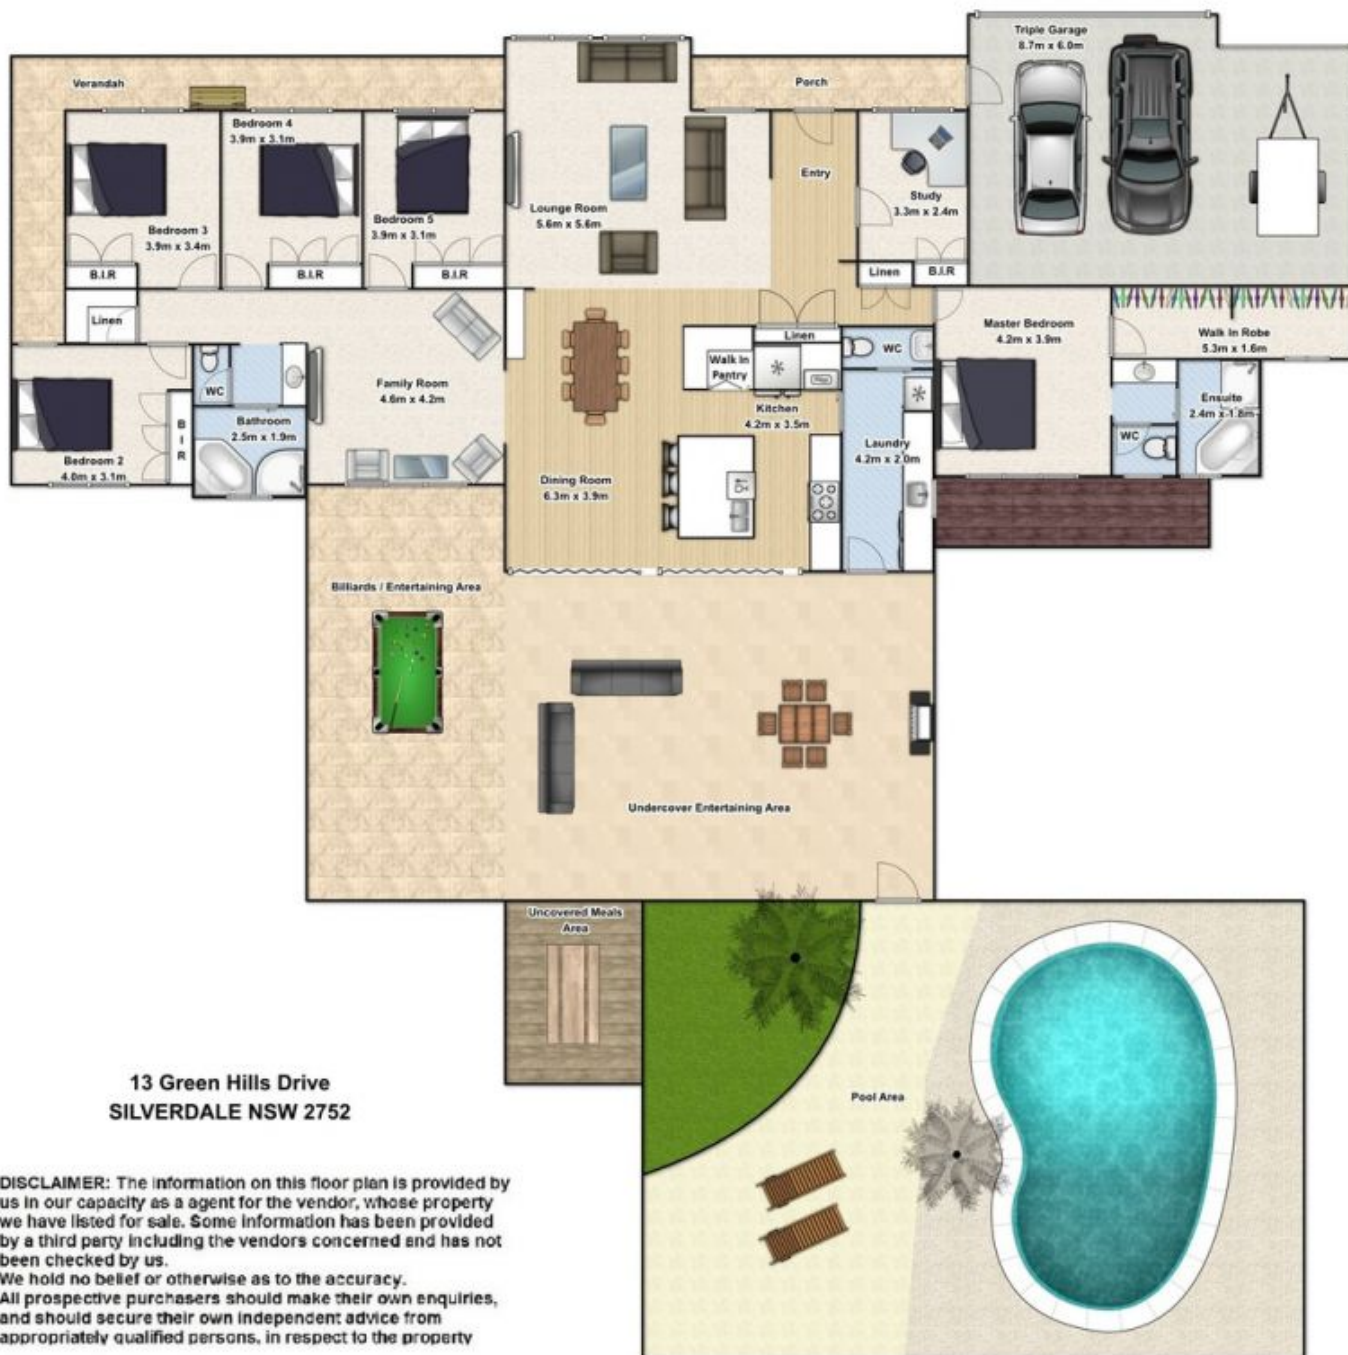 Triple Garage
8.7m x 6.0m
Verandah
Porch
Bedroom 4
3.9m x 3.1m
Entry
Study
3.3m x 2.4m
Lounge Room
5.6m x 5.6m
Bedroom 5
3.9m x 3.1m
Bedroom 3
3.9m x 3.4m
B.I.R
B.I.R
B.I.R
Linen
B.I.R
Linen
Master Bedroom
4.2m x 3.9m
Walk In Robe
5.3m x 1.6m
Linen
WC
Walk In
Pantry
Family Room
4.6m x 4.2m
WC
Kitchen
4.2m x 3.5m
Ensuite
2.4m x 1.8m
Bathroom
2.5m x 1.9m
B
I
R
WC
Laundry
4.2m x 2.0m
Bedroom 2
4.0m x 3.1m
Dining Room
6.3m x 3.9m
Billiards / Entertaining Area
Undercover Entertaining Area
Uncovered Meals
Area
Pool Area
13 Green Hills Drive
SILVERDALE NSW 2752
DISCLAIMER: The information on this floor plan is provided by
us in our capacity as a agent for the vendor, whose property
we have listed for sale. Some information has been provided
by a third party including the vendors concerned and has not
been checked by us.
We hold no belief or otherwise as to the accuracy.
All prospective purchasers should make their own enquiries,
and should secure their own independent advice from
appropriately qualified persons, in respect to the property